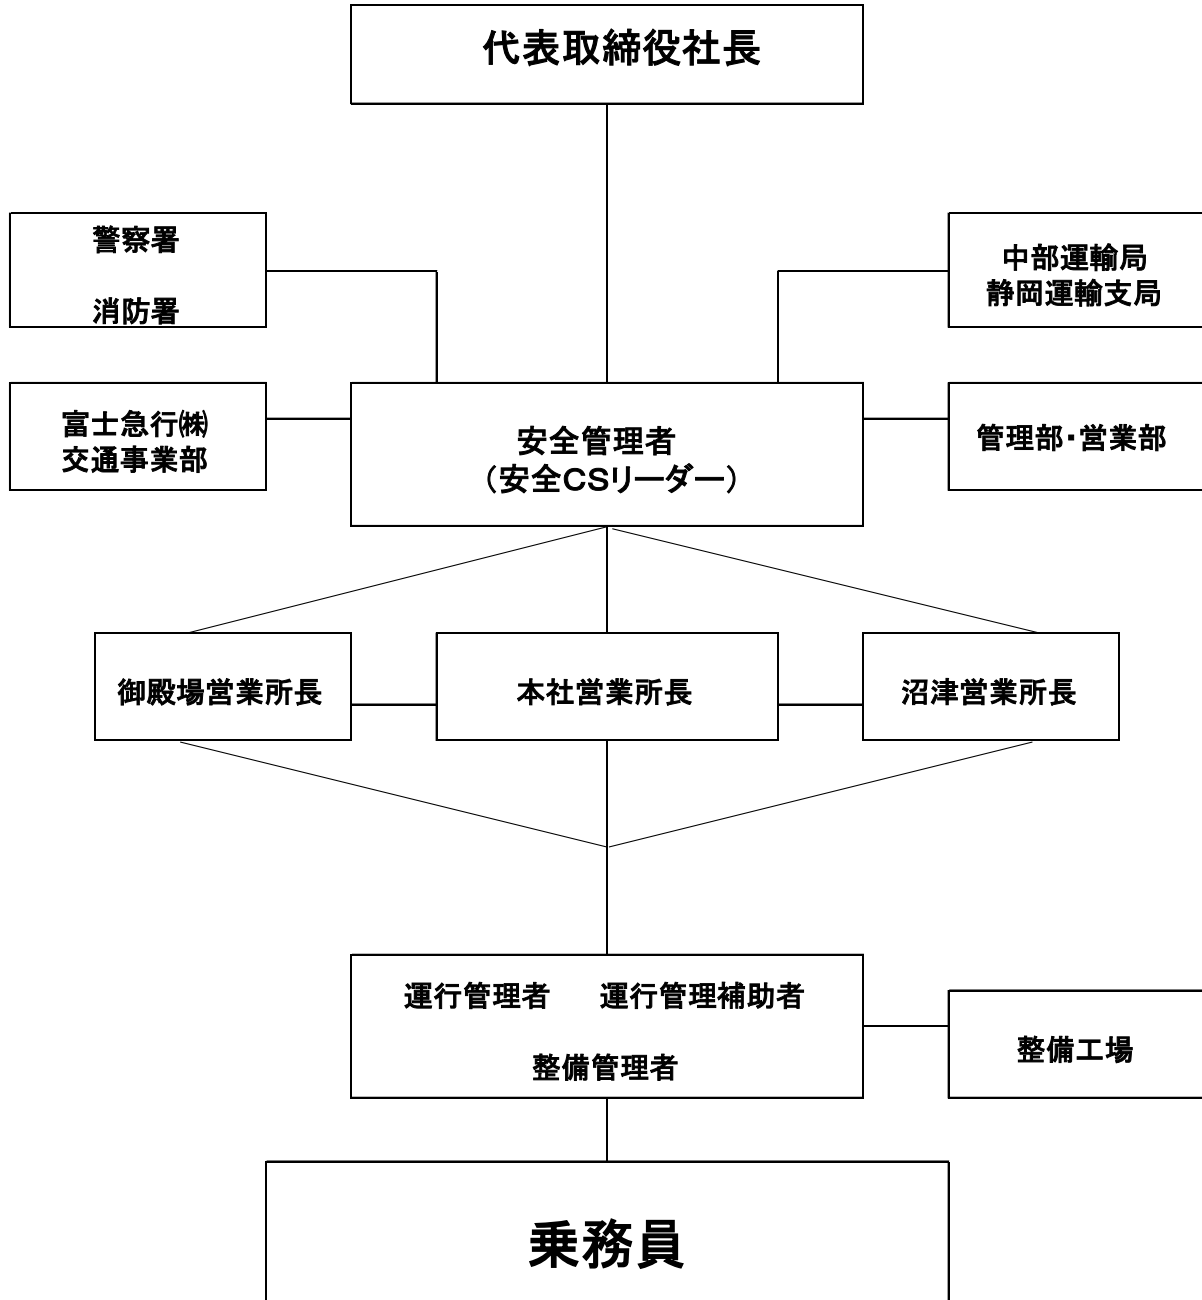 代表取締役社長
警察署
消防署
中部運輸局
静岡運輸支局
富士急行㈱
交通事業部
安全管理者
（安全CSリーダー）
管理部・営業部
御殿場営業所長
本社営業所長
沼津営業所長
運行管理者　運行管理補助者
整備管理者
整備工場
乗務員